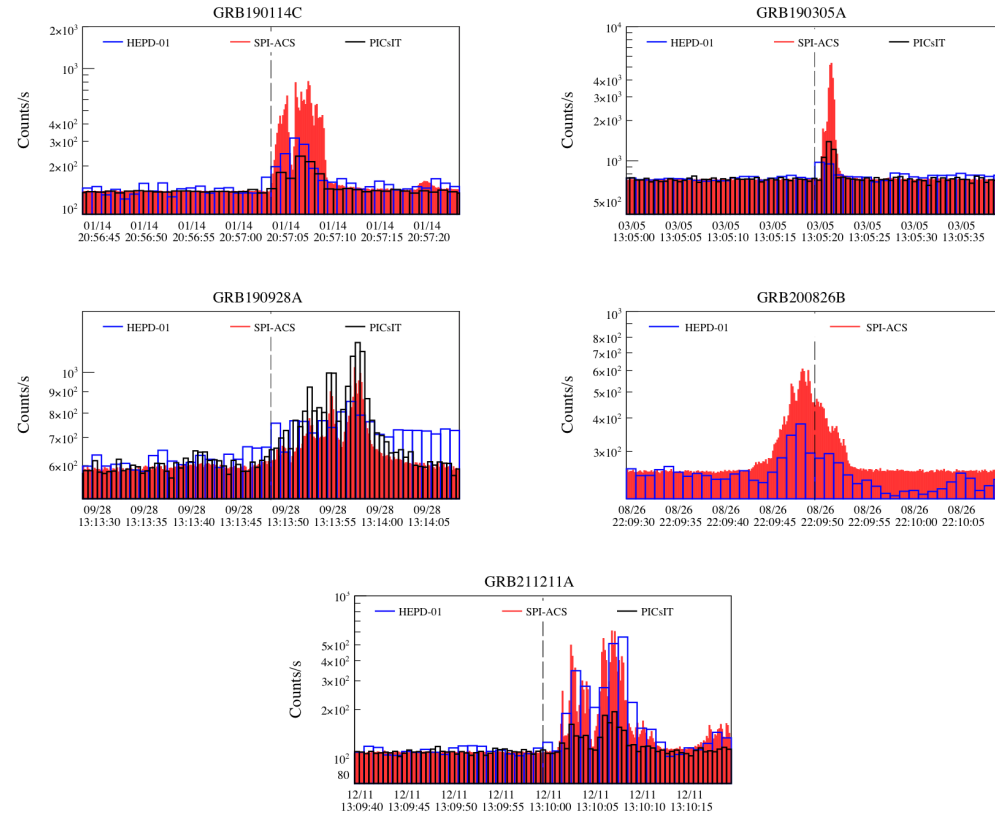 GRB190114C
2×10³
HEPD-01 SPI-ACS PICsIT
10³
Counts/s
4×10²
3×10²
2×10²
10²
01/14 01/14 01/14 01/14 01/14 01/14 01/14 01/14
20:56:45 20:56:50 20:56:55 20:57:00 20:57:05 20:57:10 20:57:15 20:57:20
GRB190305A
10⁴
HEPD-01 SPI-ACS PICsIT
4×10³
3×10³
Counts/s
2×10³
10³
5×10²
03/05 03/05 03/05 03/05 03/05 03/05 03/05 03/05
13:05:00 13:05:05 13:05:10 13:05:15 13:05:20 13:05:25 13:05:30 13:05:35
GRB190928A
HEPD-01 SPI-ACS PICsIT
10³
Counts/s
9×10²
8×10²
7×10²
6×10²
09/28 09/28 09/28 09/28 09/28 09/28 09/28 09/28
13:13:30 13:13:35 13:13:40 13:13:45 13:13:50 13:13:55 13:14:00 13:14:05
GRB200826B
10³
HEPD-01 SPI-ACS
8×10²
7×10²
6×10²
Counts/s
4×10²
3×10²
08/26 08/26 08/26 08/26 08/26 08/26 08/26 08/26
22:09:30 22:09:35 22:09:40 22:09:45 22:09:50 22:09:55 22:10:00 22:10:05
GRB211211A
10³
HEPD-01 SPI-ACS PICsIT
5×10²
4×10²
Counts/s
3×10²
2×10²
10²
80
12/11 12/11 12/11 12/11 12/11 12/11 12/11 12/11
13:09:40 13:09:45 13:09:50 13:09:55 13:10:00 13:10:05 13:10:10 13:10:15